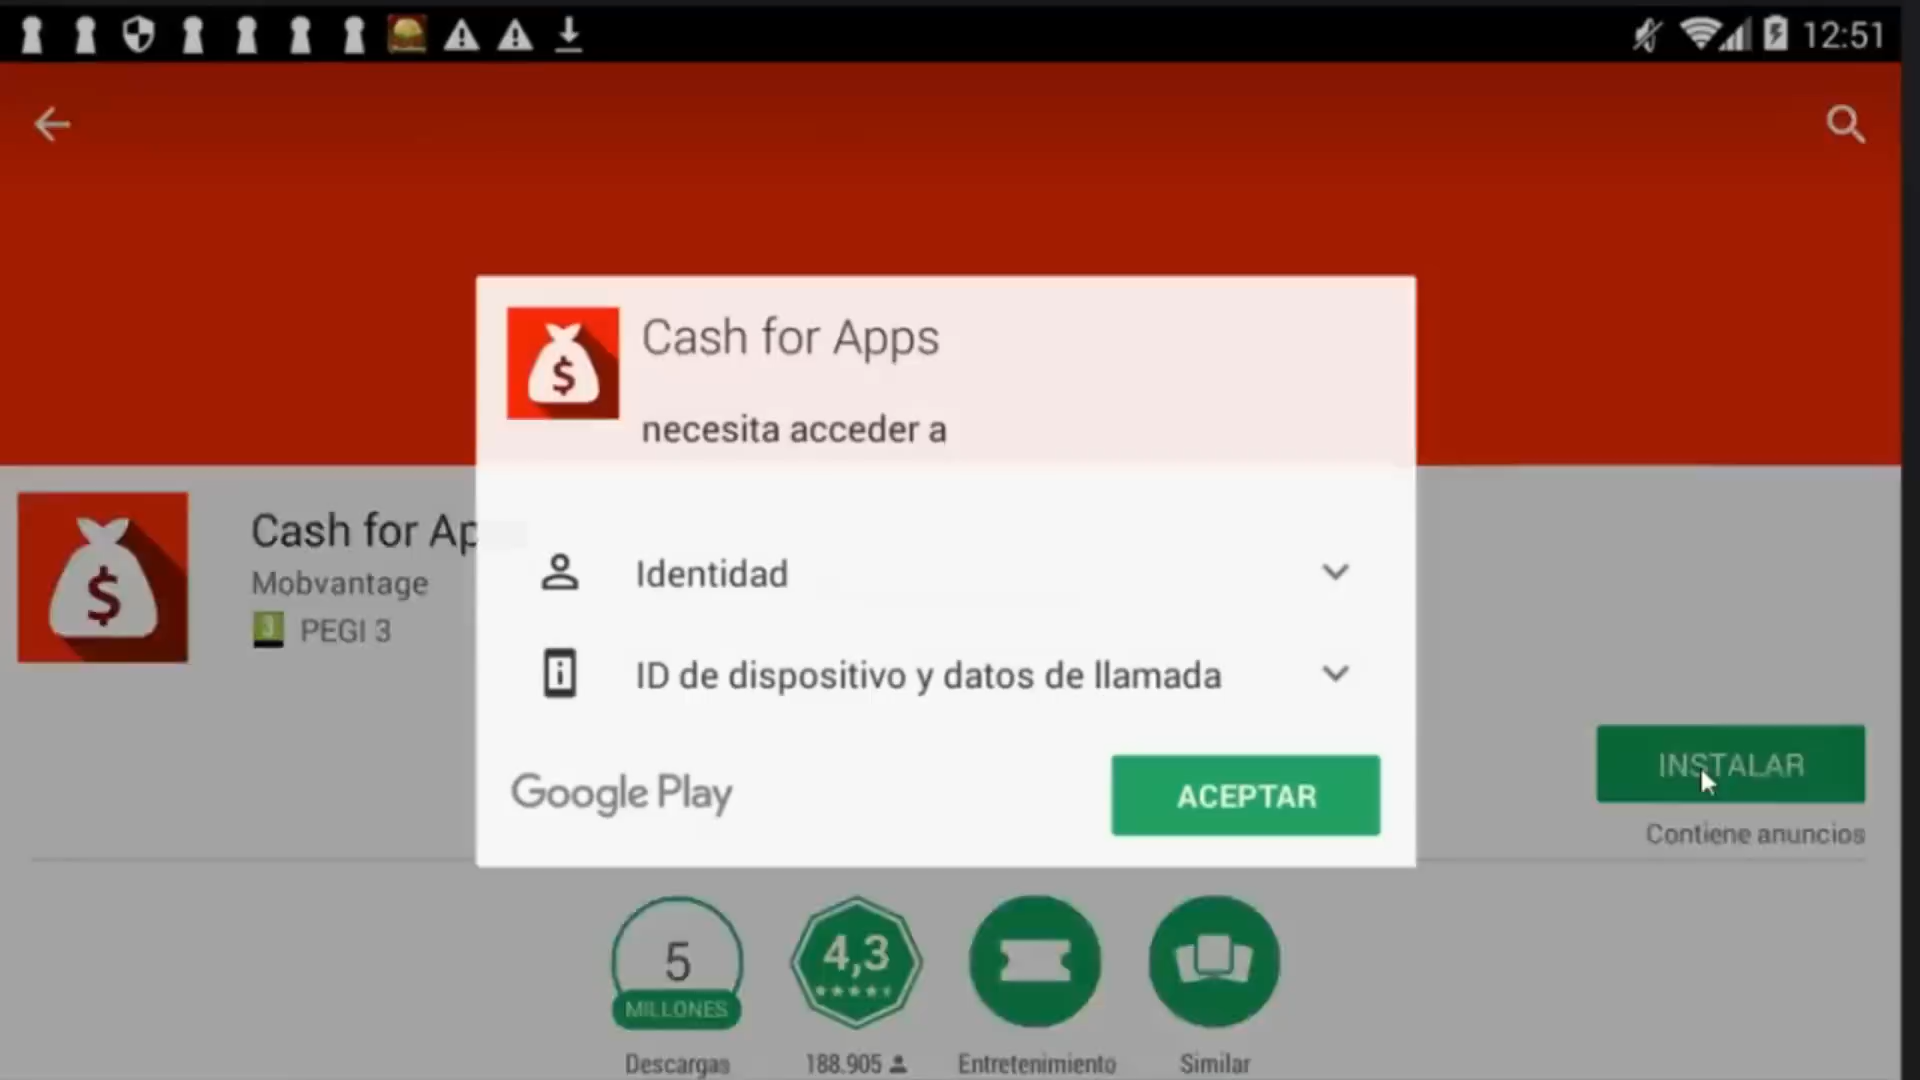 12:51
Cash for Apps
necesita acceder a
Identidad
ID de dispositivo y datos de llamada
Google Play
ACEPTAR
Cash for Ap
Mobvantage
3 PEGI 3
INSTALAR
Contiene anuncios
5
MILLONES
Descargas
4,3
188.905
Entretenimiento
Similar
$
$